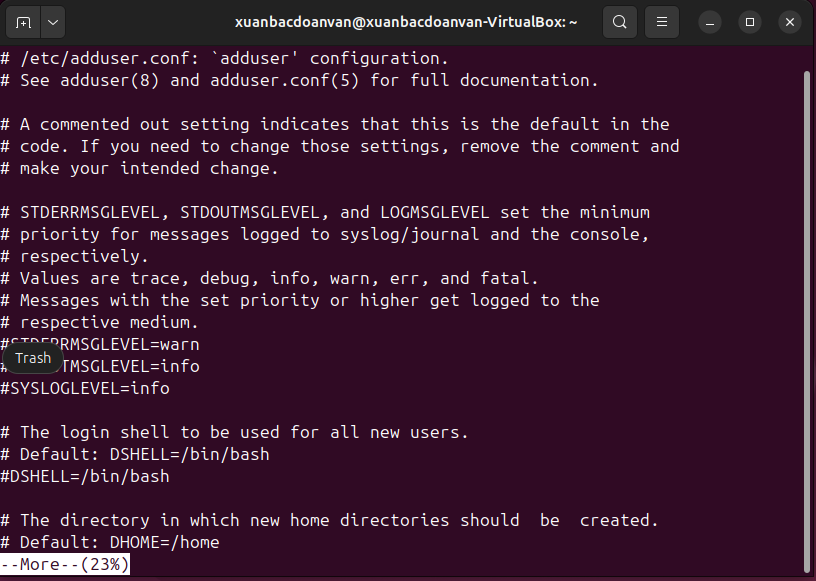 xuanbacdoanvan@xuanbacdoanvan-VirtualBox: ~
# /etc/adduser.conf: `adduser' configuration.
# See adduser(8) and adduser.conf(5) for full documentation.
# A commented out setting indicates that this is the default in the
# code. If you need to change those settings, remove the comment and
# make your intended change.
# STDERRMSGLEVEL, STDOUTMSGLEVEL, and LOGMSGLEVEL set the minimum
# priority for messages logged to syslog/journal and the console,
# respectively.
# Values are trace, debug, info, warn, err, and fatal.
# Messages with the set priority or higher get logged to the
# respective medium.
#STDERRMSGLEVEL=warn
Trash
TMSGLEVEL=info
#SYSLOGLEVEL=info
# The login shell to be used for all new users.
# Default: DSHELL=/bin/bash
#DSHELL=/bin/bash
# The directory in which new home directories should  be  created.
# Default: DHOME=/home
--More--(23%)